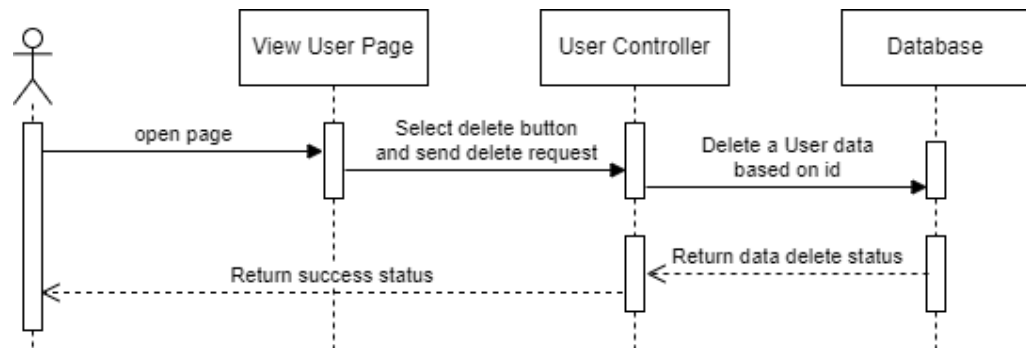 View User Page
User Controller
Database
open page
Select delete button
and send delete request
Delete a User data
based on id
Return data delete status
Return success status